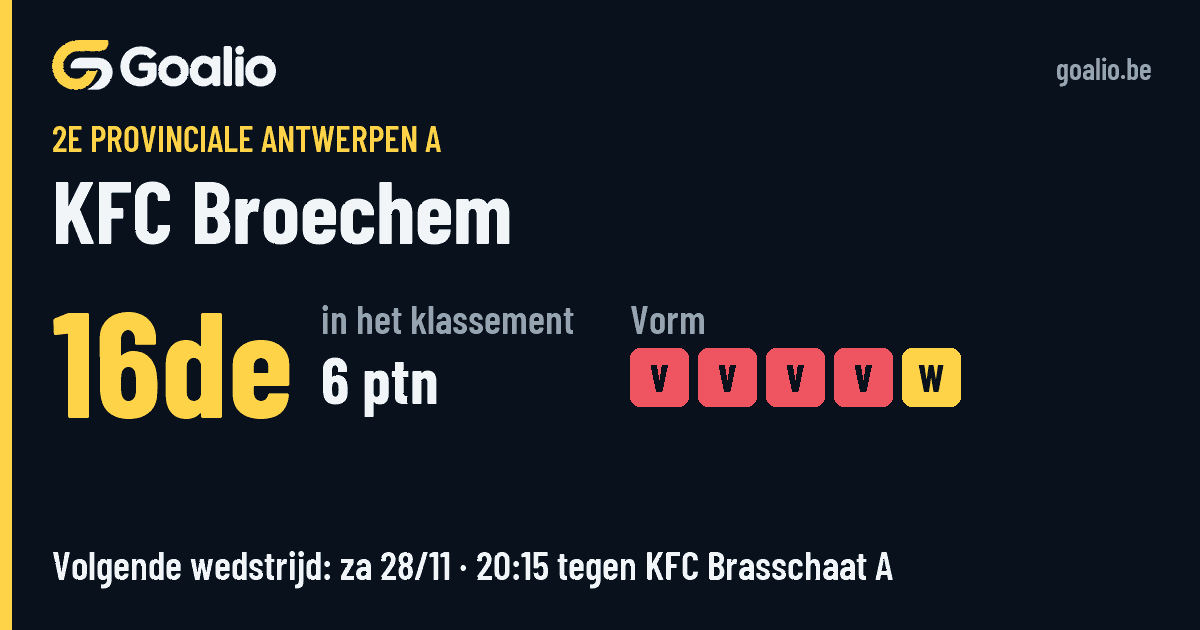 Goalio
goalio.be
2E PROVINCIALE ANTWERPEN A
KFC Broechem
16de
in het klassement
6 ptn
Vorm
V V V V W
Volgende wedstrijd: za 28/11 · 20:15 tegen KFC Brasschaat A